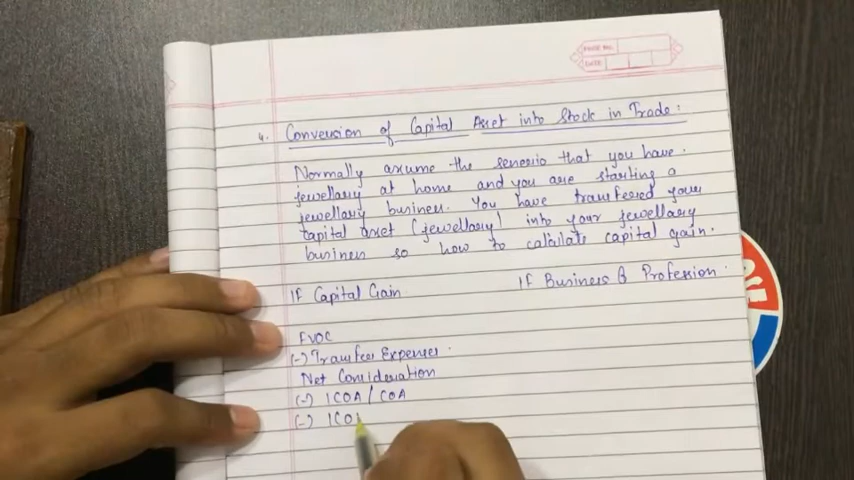 PAGE NO.
DATE
4. Conversion of Capital Asset into Stock in Trade:
Normally assume the senerio that you have
jewellary at home and you are starting a
jewellary business. You have transfered your
capital asset (jewellary) into your jewellary
business so how to calculate capital gain.
IF Capital Gain
IF Business & Profession
FVOC
(-) Transfer Expenses
Net Consideration
(-) ICOA / COA
(-) ICOI